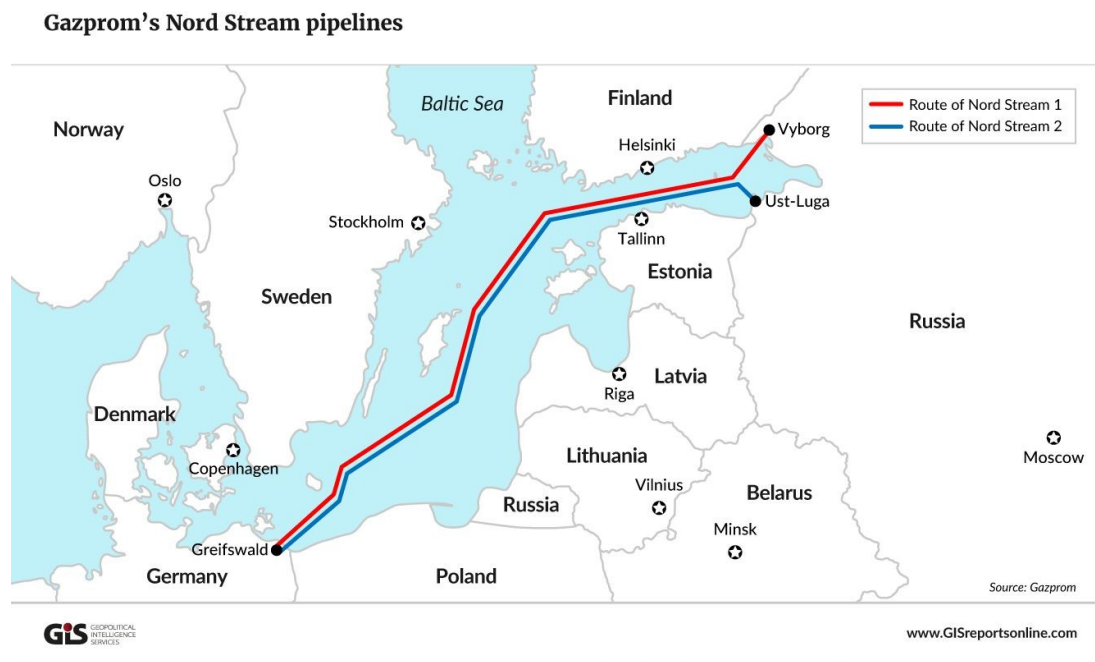 Gazprom’s Nord Stream pipelines
Baltic Sea
Finland
Norway
Route of Nord Stream 1
Route of Nord Stream 2
Vyborg
Helsinki
Oslo
Ust-Luga
Stockholm
Tallinn
Estonia
Sweden
Russia
Latvia
Riga
Denmark
Copenhagen
Moscow
Lithuania
Vilnius
Belarus
Russia
Minsk
Greifswald
Germany
Poland
Source: Gazprom
GIS
GEOPOLITICAL
INTELLIGENCE
SERVICES
www.GISreportsonline.com